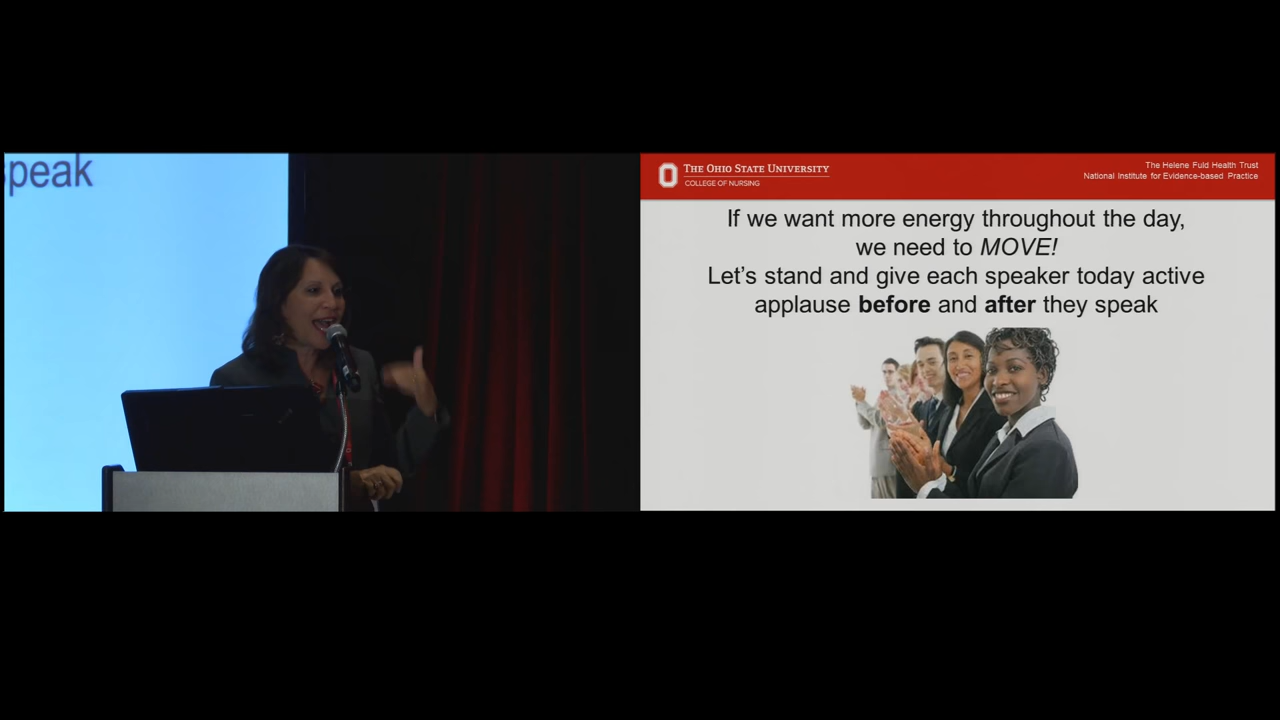 speak
THE OHIO STATE UNIVERSITY
COLLEGE OF NURSING
The Helene Fuld Health Trust
National Institute for Evidence-based Practice
If we want more energy throughout the day,
we need to MOVE!
Let's stand and give each speaker today active
applause before and after they speak